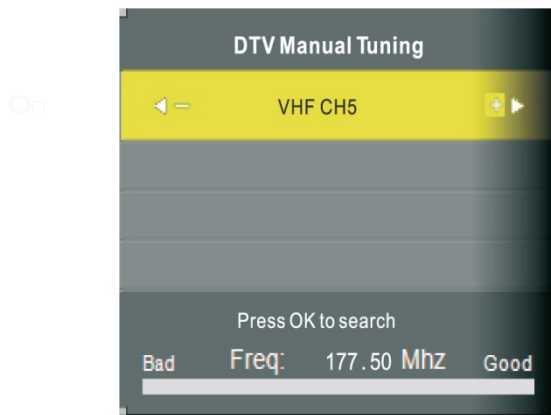 DTV Manual Tuning
On
VHF CH5
Press OK to search
Bad Freq: 177.50 Mhz Good